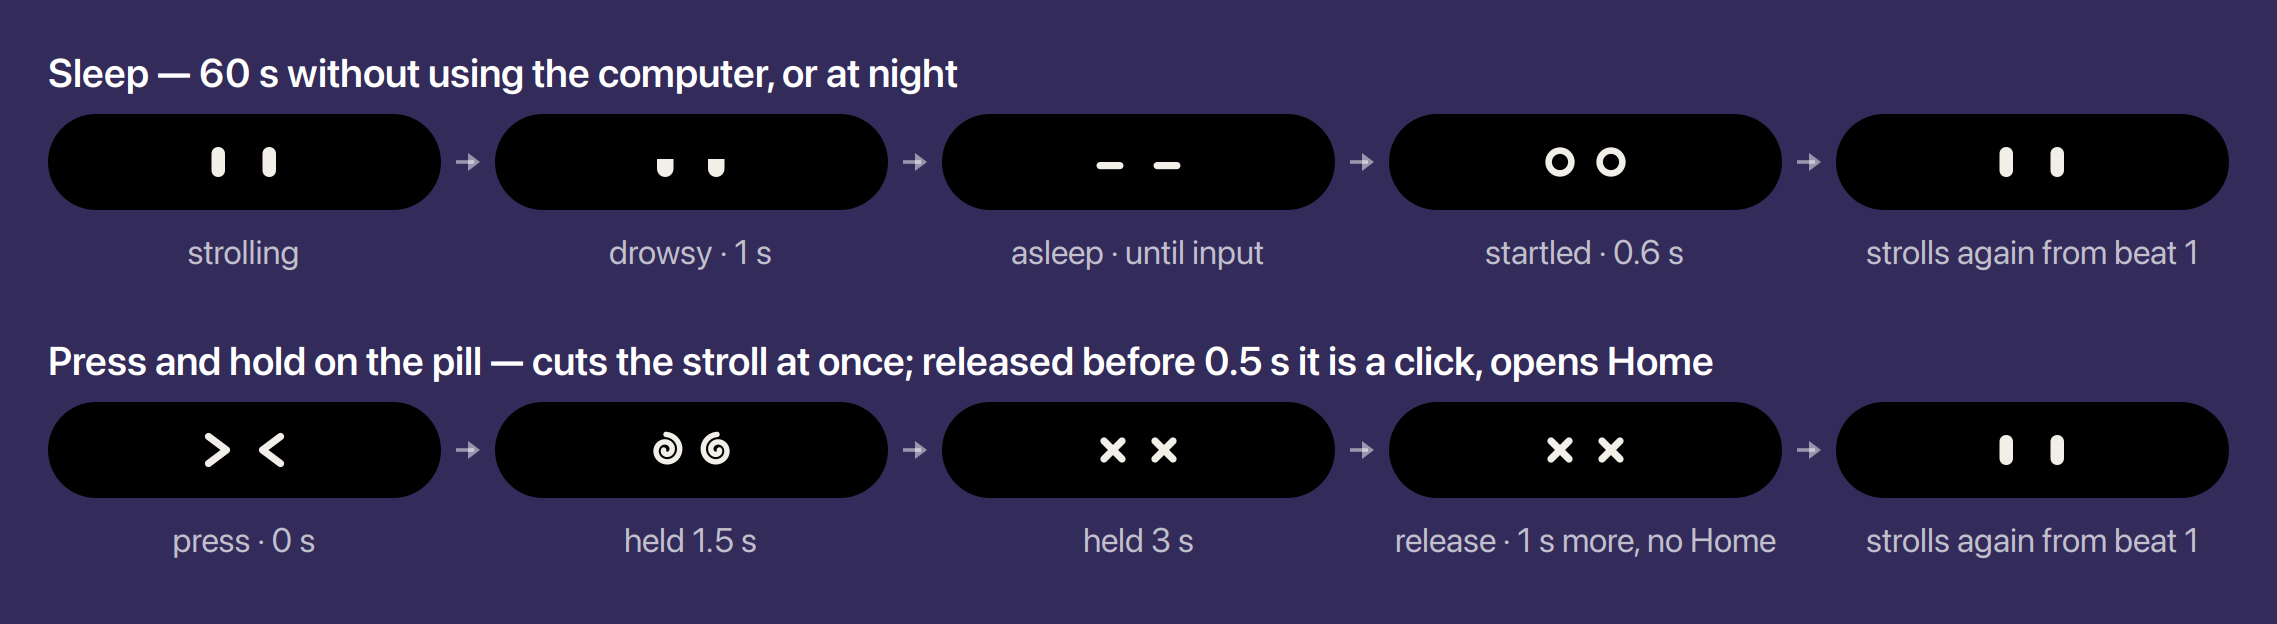 Sleep — 60 s without using the computer, or at night
strolling
drowsy · 1 s
asleep · until input
startled · 0.6 s
strolls again from beat 1
Press and hold on the pill — cuts the stroll at once; released before 0.5 s it is a click, opens Home
press · 0 s
held 1.5 s
held 3 s
release · 1 s more, no Home
strolls again from beat 1